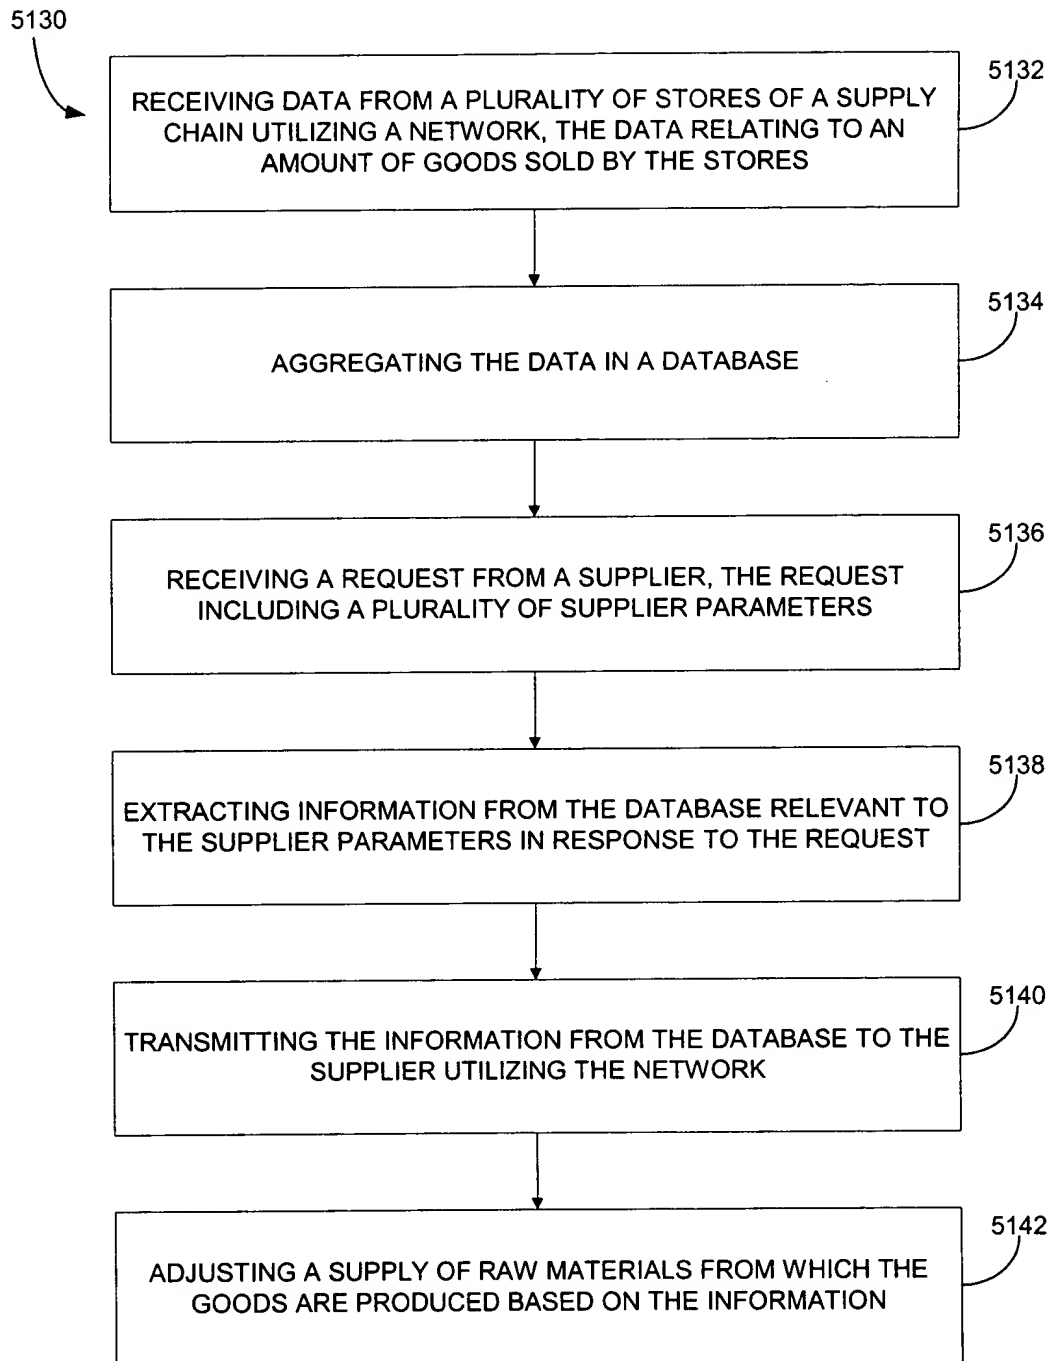 5130
5132
RECEIVING DATA FROM A PLURALITY OF STORES OF A SUPPLY
CHAIN UTILIZING A NETWORK, THE DATA RELATING TO AN
AMOUNT OF GOODS SOLD BY THE STORES
5134
AGGREGATING THE DATA IN A DATABASE
5136
RECEIVING A REQUEST FROM A SUPPLIER, THE REQUEST
INCLUDING A PLURALITY OF SUPPLIER PARAMETERS
5138
EXTRACTING INFORMATION FROM THE DATABASE RELEVANT TO
THE SUPPLIER PARAMETERS IN RESPONSE TO THE REQUEST
5140
TRANSMITTING THE INFORMATION FROM THE DATABASE TO THE
SUPPLIER UTILIZING THE NETWORK
5142
ADJUSTING A SUPPLY OF RAW MATERIALS FROM WHICH THE
GOODS ARE PRODUCED BASED ON THE INFORMATION